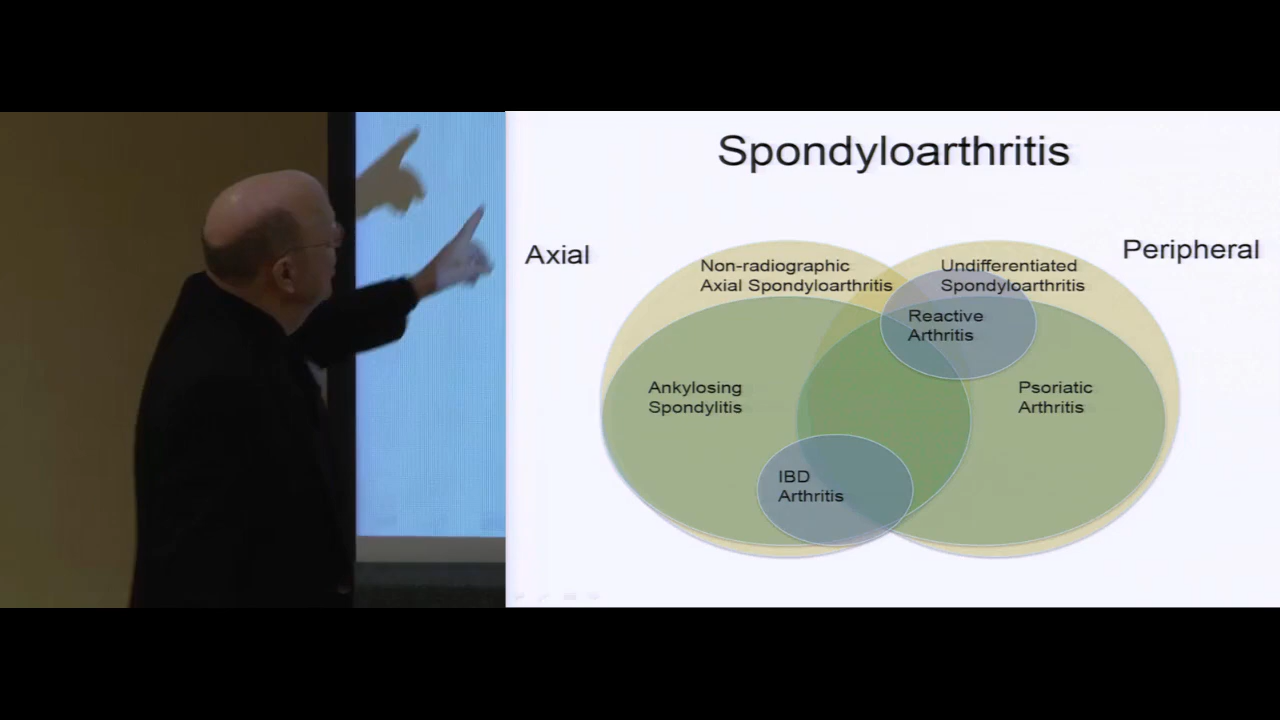 Spondyloarthritis
Axial
Peripheral
Non-radiographic
Axial Spondyloarthritis
Undifferentiated
Spondyloarthritis
Reactive
Arthritis
Ankylosing
Spondylitis
Psoriatic
Arthritis
IBD
Arthritis